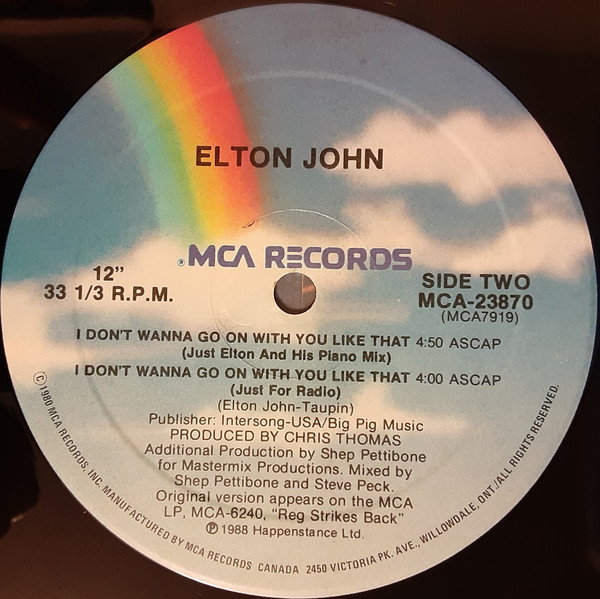 ELTON JOHN
® MCA RECORDS
12"
33 1/3 R.P.M.
SIDE TWO
MCA-23870
(MCA7919)
I DON'T WANNA GO ON WITH YOU LIKE THAT 4:50 ASCAP
(Just Elton And His Piano Mix)
I DON'T WANNA GO ON WITH YOU LIKE THAT 4:00 ASCAP
(Just For Radio)
(Elton John-Taupin)
Publisher: Intersong-USA/Big Pig Music
PRODUCED BY CHRIS THOMAS
Additional Production by Shep Pettibone
for Mastermix Productions. Mixed by
Shep Pettibone and Steve Peck.
Original version appears on the MCA
LP, MCA-6240, "Reg Strikes Back"
℗ 1988 Happenstance Ltd.
© 1980 MCA RECORDS, INC. MANUFACTURED BY MCA RECORDS CANADA 2450 VICTORIA PK. AVE., WILLOWDALE, ONT./ALL RIGHTS RESERVED.